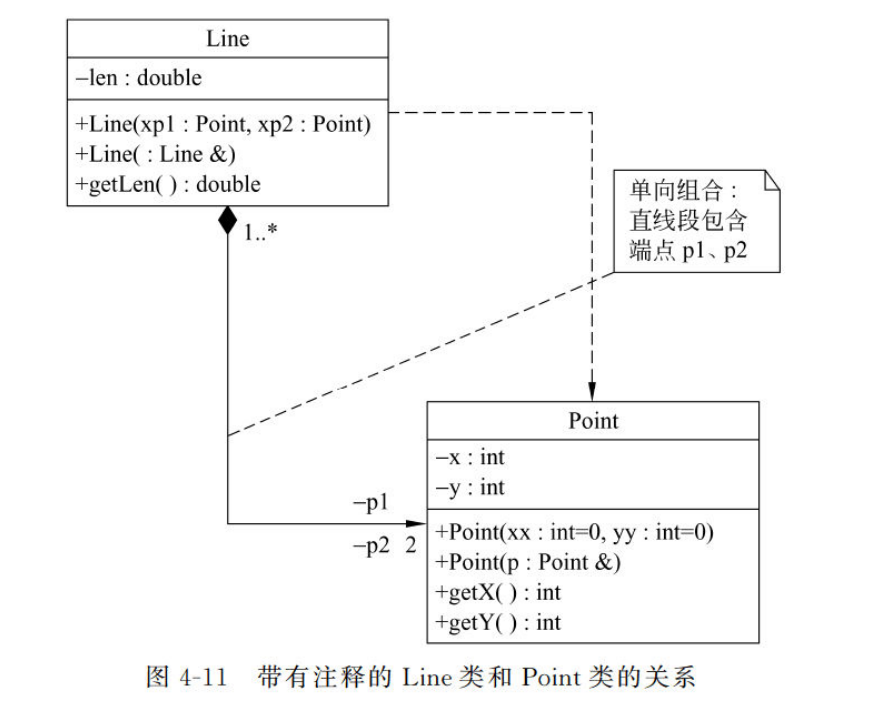 Line
–len : double
+Line(xp1 : Point, xp2 : Point)
+Line( : Line &)
+getLen( ) : double
1..*
单向组合：
直线段包含
端点 p1、p2
Point
–x : int
–y : int
–p1
–p2 2
+Point(xx : int=0, yy : int=0)
+Point(p : Point &)
+getX( ) : int
+getY( ) : int
图 4-11 带有注释的 Line 类和 Point 类的关系